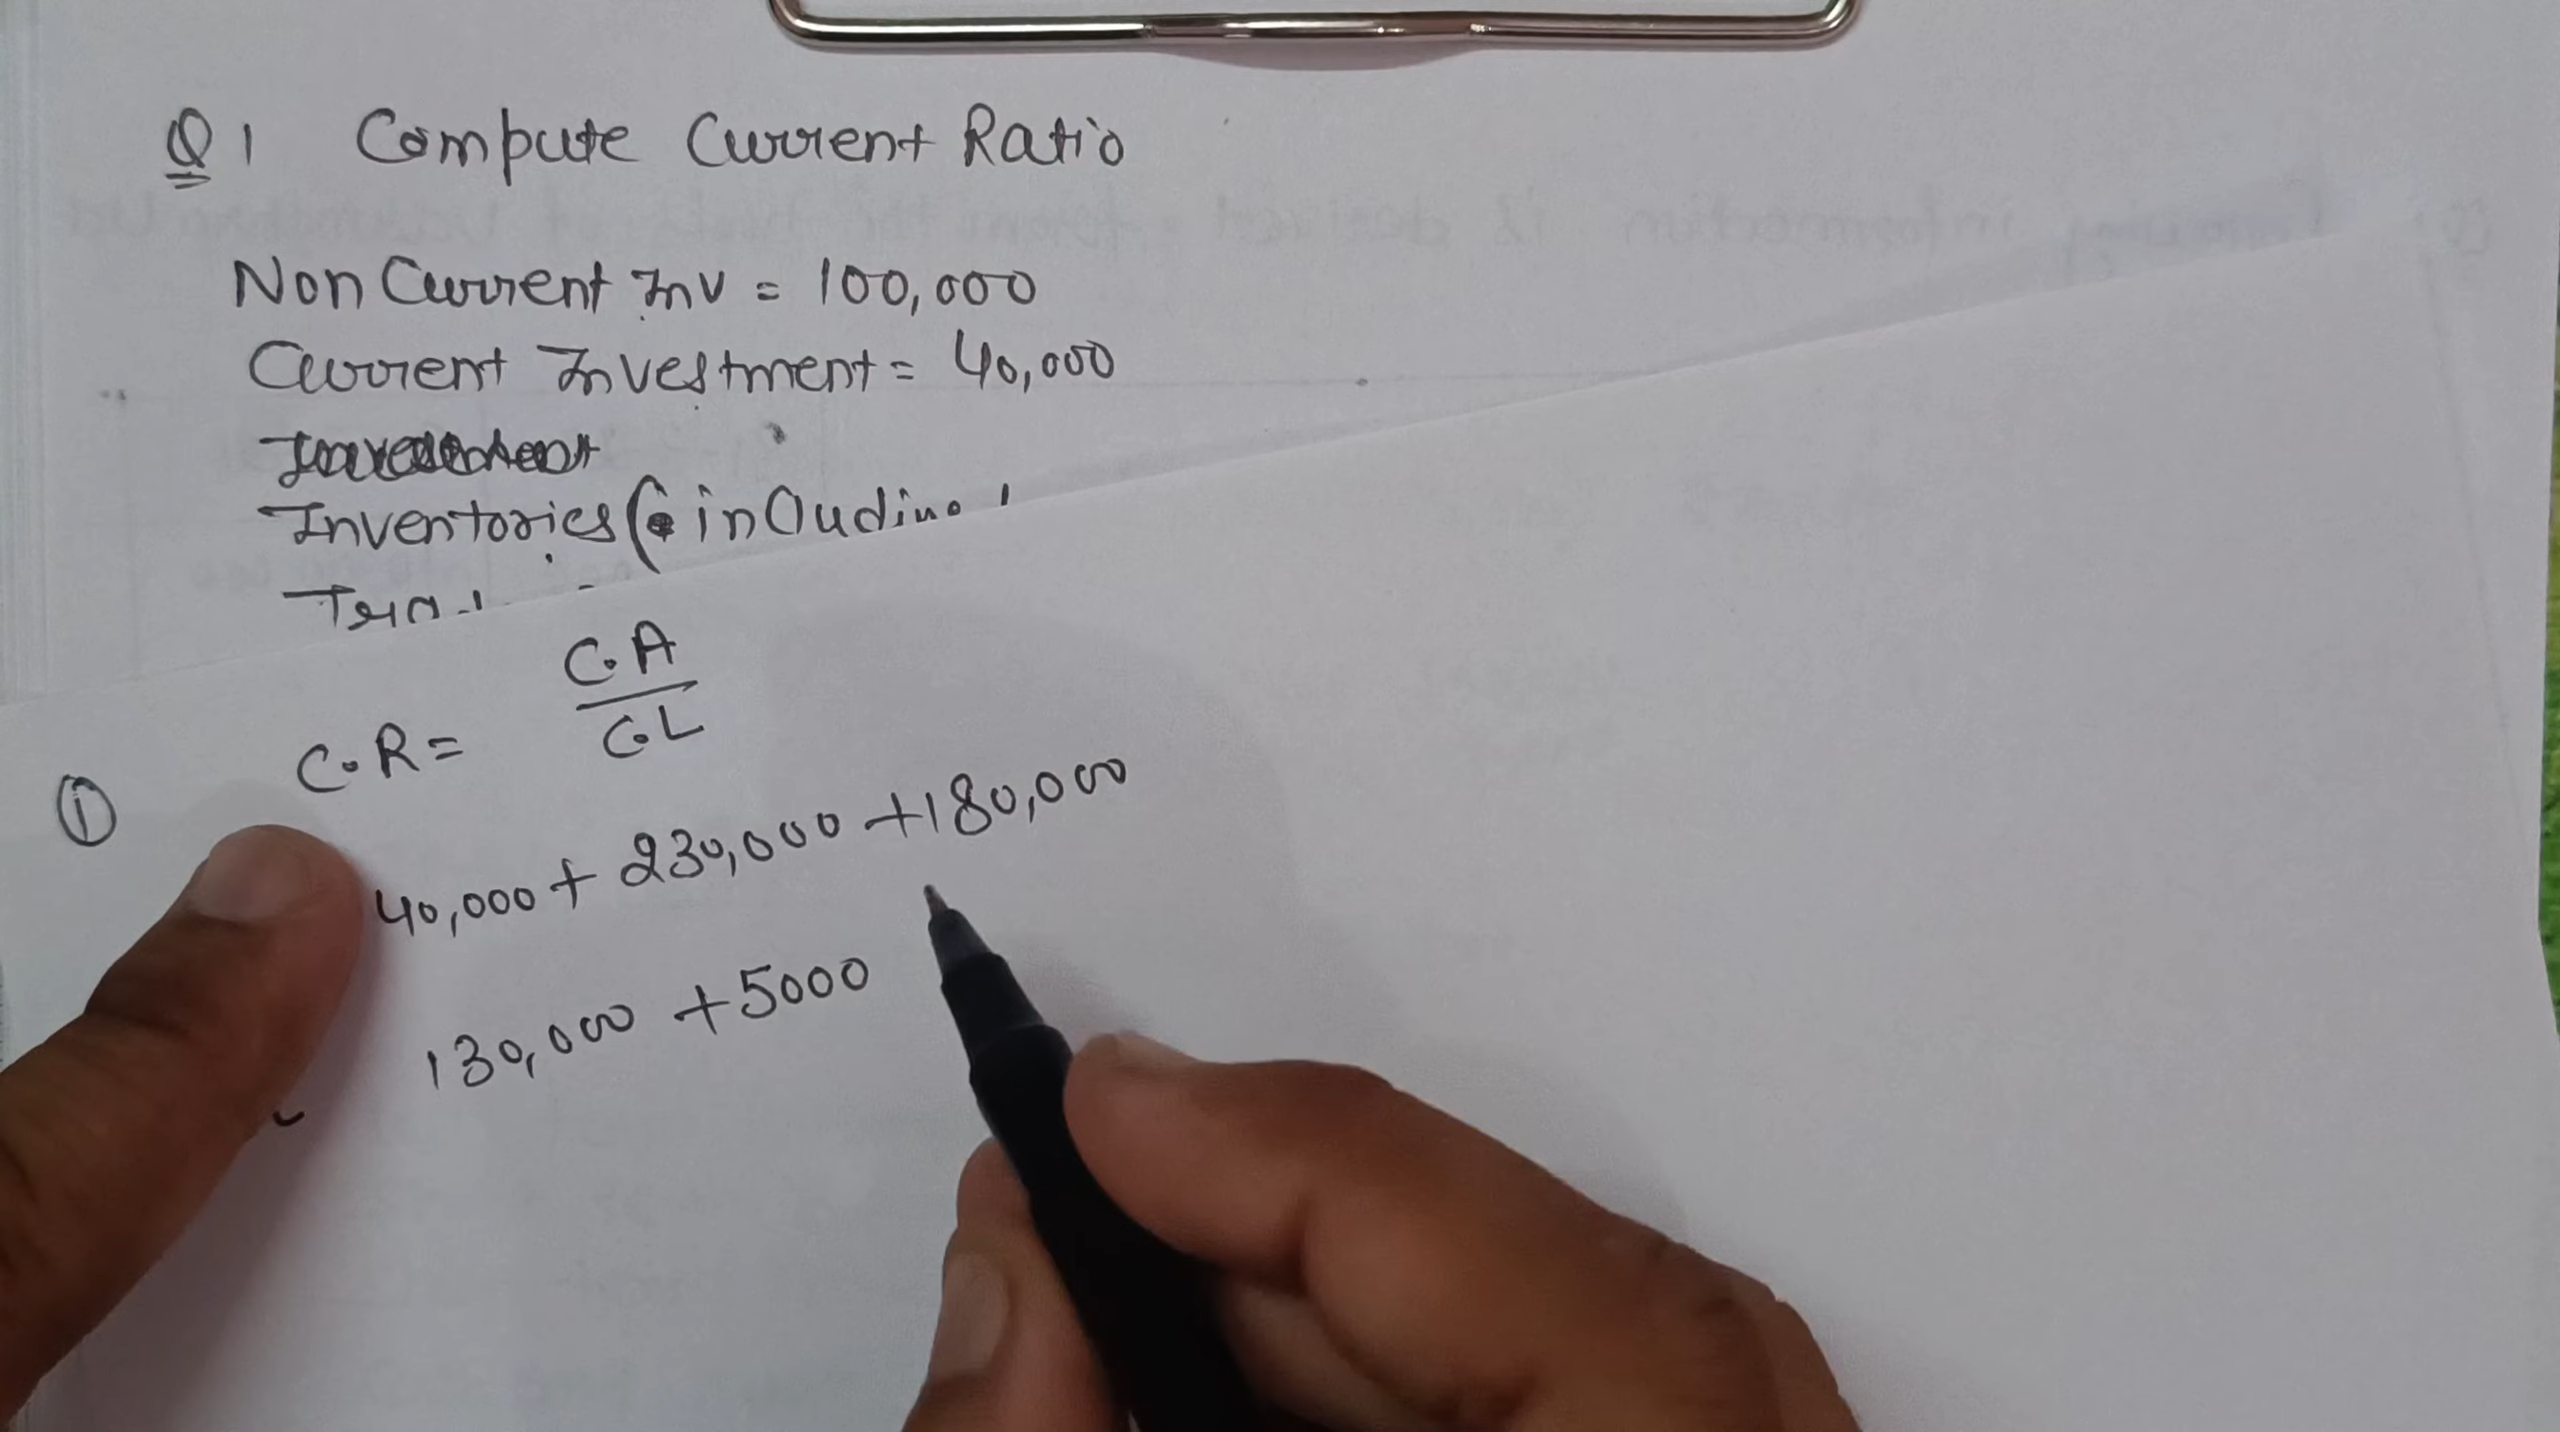 Q1 Compute Current Ratio
Non Current Inv = 100,000
Current Investment = 40,000
Inventories (including
C.A
C.R =
C.L
①
40,000 + 230,000 + 180,000
130,000 + 5000